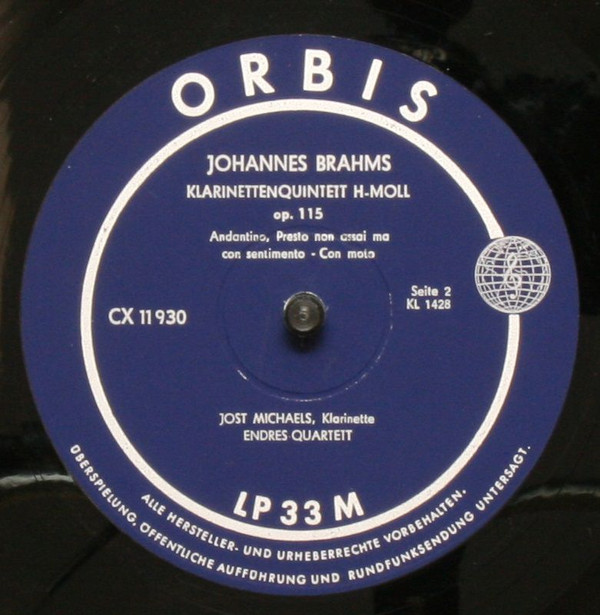 ORBIS
JOHANNES BRAHMS
KLARINETTENQUINTETT H-MOLL
op. 115
Andantino, Presto non assai ma
con sentimento - Con moto
Seite 2
KL 1428
CX 11 930
JOST MICHAELS, Klarinette
ENDRES-QUARTETT
LP 33 M
ALLE HERSTELLER- UND URHEBERRECHTE VORBEHALTEN.
ÜBERSPIELUNG, ÖFFENTLICHE AUFFÜHRUNG UND RUNDFUNKSENDUNG UNTERSAGT.